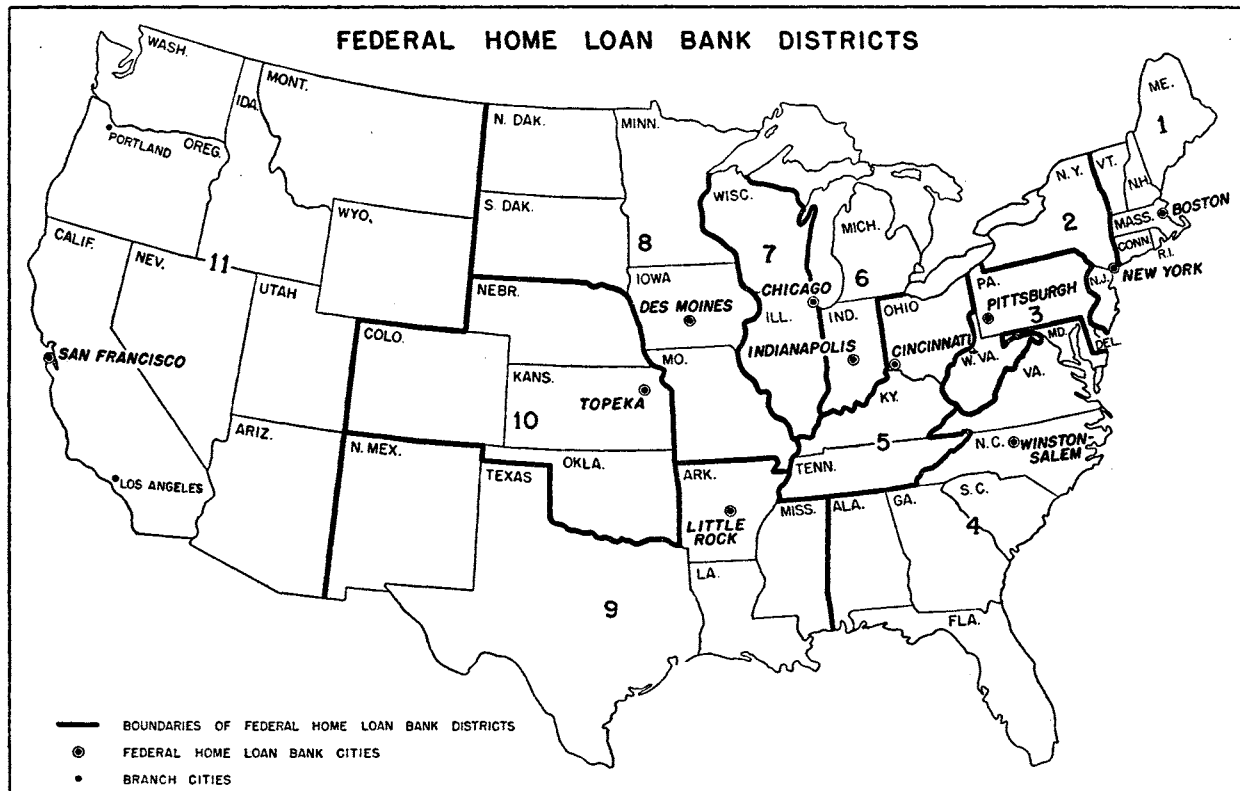 FEDERAL HOME LOAN BANK DISTRICTS
WASH.
MONT.
IDA.
N. DAK.
MINN.
ME.
1
PORTLAND
OREG.
N.Y.
VT.
N.H.
S. DAK.
WISC.
MICH.
WYO.
2
MASS.
BOSTON
CONN.
R.I.
CALIF.
NEV.
11
8
7
6
UTAH
NEBR.
IOWA
CHICAGO
OHIO
PA.
N.J.
NEW YORK
DES MOINES
ILL.
IND.
PITTSBURGH
3
COLO.
INDIANAPOLIS
CINCINNATI
MD.
DEL.
SAN FRANCISCO
MO.
W. VA.
VA.
KANS.
TOPEKA
KY.
10
5
ARIZ.
N. MEX.
OKLA.
TEXAS
ARK.
TENN.
N.C.
WINSTON-
SALEM
LOS ANGELES
S.C.
MISS.
ALA.
GA.
4
LITTLE
ROCK
LA.
9
FLA.
BOUNDARIES OF FEDERAL HOME LOAN BANK DISTRICTS
FEDERAL HOME LOAN BANK CITIES
BRANCH CITIES